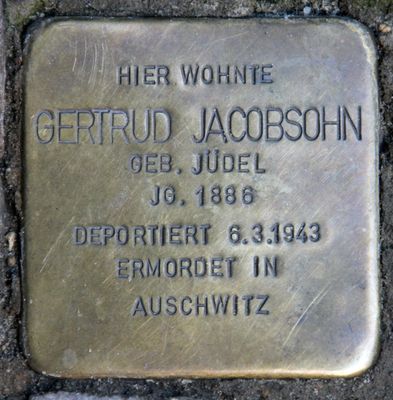 HIER WOHNTE
GERTRUD JACOBSOHN
GEB. JÜDEL
JG. 1886
DEPORTIERT 6.3.1943
ERMORDET IN
AUSCHWITZ